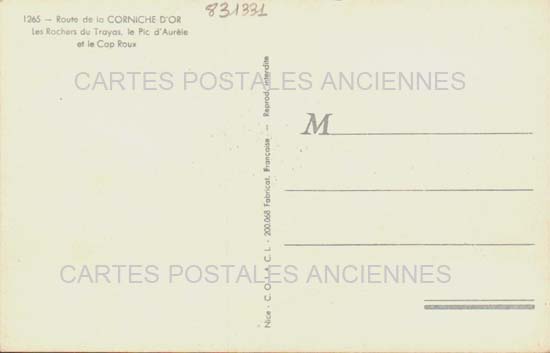 831331
1265 — Route de la CORNICHE D'OR
Les Rochers du Trayas, le Pic d'Aurèle
et le Cap Roux
CARTES POSTALES ANCIENNES
M
Nice - C. O. L. A. C. L. - 200.068 Fabricat. Française — Reprod. interdite
CARTES POSTALES ANCIENNES